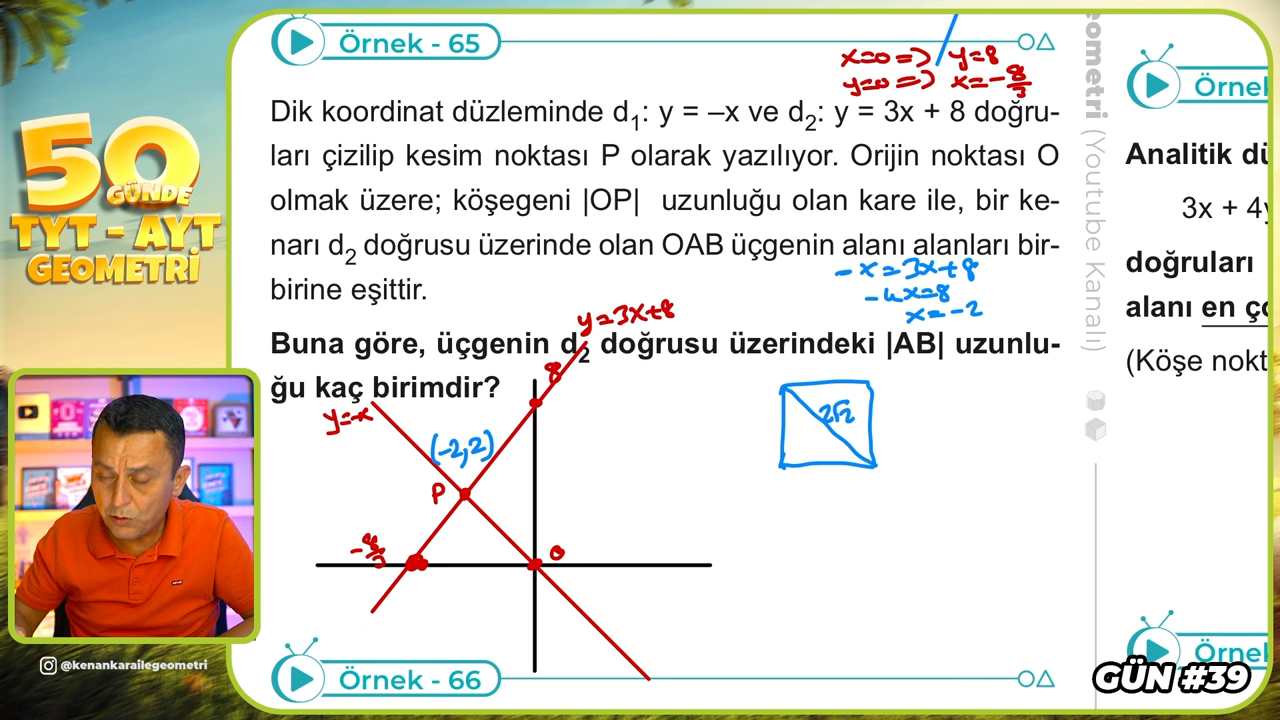 Örnek - 65
x=0 => y=8
y=0 => x=-8/3
Dik koordinat düzleminde d₁: y = –x ve d₂: y = 3x + 8 doğru-
ları çizilip kesim noktası P olarak yazılıyor. Orijin noktası O
olmak üzere; köşegeni |OP| uzunluğu olan kare ile, bir ke-
narı d₂ doğrusu üzerinde olan OAB üçgenin alanı alanları bir-
birine eşittir.
-x=3x+8
-4x=8
x=-2
Buna göre, üçgenin d₂ doğrusu üzerindeki |AB| uzunlu-
ğu kaç birimdir?
y=3x+8
8
y=-x
(-2,2)
P
-8/3
O
2√2
Örnek - 66
50
GÜNDE
TYT - AYT
GEOMETRİ
@kenankarailegeometri
ometri (Youtube Kanalı)
Örnek
Analitik dü
3x + 4y
doğruları
alanı en ço
(Köşe nokt
Örnek
GÜN #39